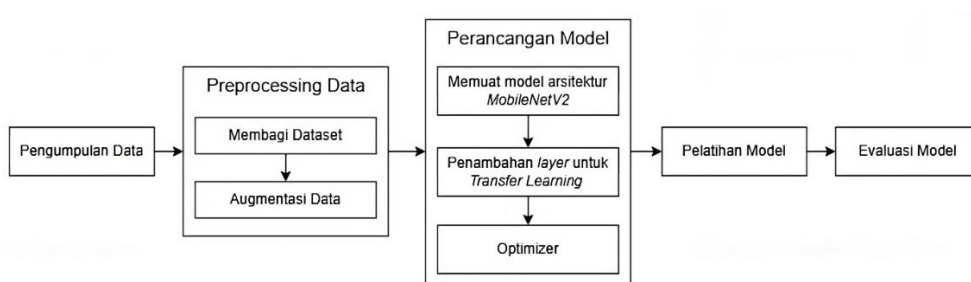 Pengumpulan Data
Preprocessing Data
Membagi Dataset
Augmentasi Data
Perancangan Model
Memuat model arsitektur
MobileNetV2
Penambahan layer untuk
Transfer Learning
Optimizer
Pelatihan Model
Evaluasi Model